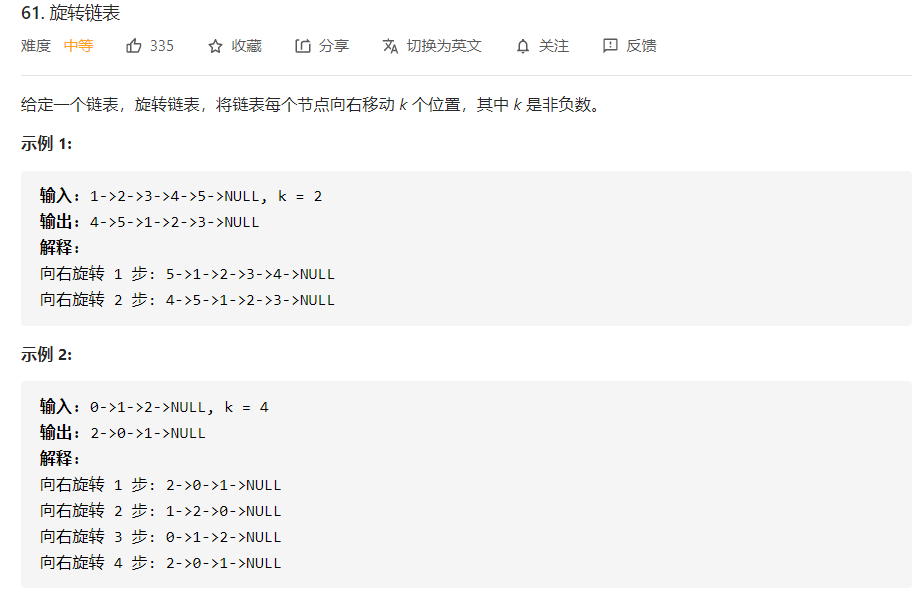 61. 旋转链表
难度 中等 335 收藏 分享 切换为英文 关注 反馈
给定一个链表，旋转链表，将链表每个节点向右移动 k 个位置，其中 k 是非负数。
示例 1:
输入: 1->2->3->4->5->NULL, k = 2
输出: 4->5->1->2->3->NULL
解释:
向右旋转 1 步: 5->1->2->3->4->NULL
向右旋转 2 步: 4->5->1->2->3->NULL
示例 2:
输入: 0->1->2->NULL, k = 4
输出: 2->0->1->NULL
解释:
向右旋转 1 步: 2->0->1->NULL
向右旋转 2 步: 1->2->0->NULL
向右旋转 3 步: 0->1->2->NULL
向右旋转 4 步: 2->0->1->NULL